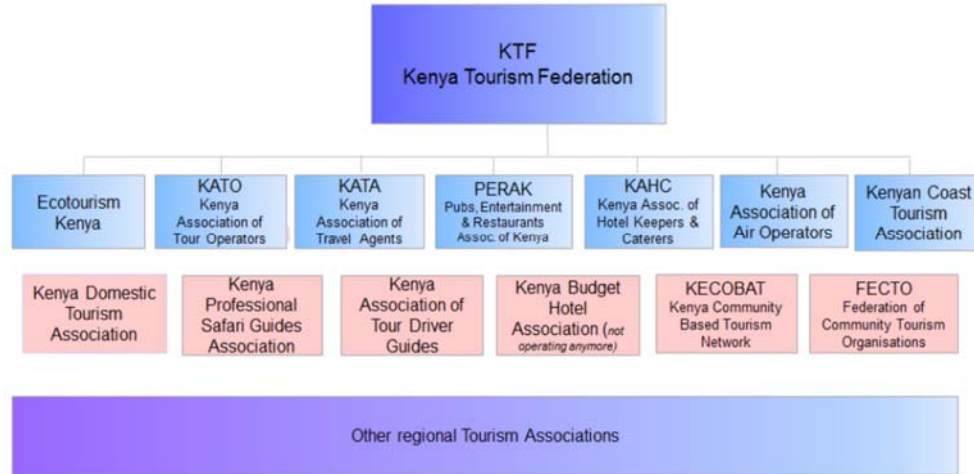 KTF
Kenya Tourism Federation
Ecotourism
Kenya
KATO
Kenya
Association of
Tour Operators
KATA
Kenya
Association of
Travel Agents
PERAK
Pubs, Entertainment
& Restaurants
Assoc. of Kenya
KAHC
Kenya Assoc. of
Hotel Keepers &
Caterers
Kenya
Association of
Air Operators
Kenyan Coast
Tourism
Association
Kenya Domestic
Tourism
Association
Kenya
Professional
Safari Guides
Association
Kenya
Association of
Tour Driver
Guides
Kenya Budget
Hotel
Association (not
operating anymore)
KECOBAT
Kenya Community
Based Tourism
Network
FECTO
Federation of
Community Tourism
Organisations
Other regional Tourism Associations